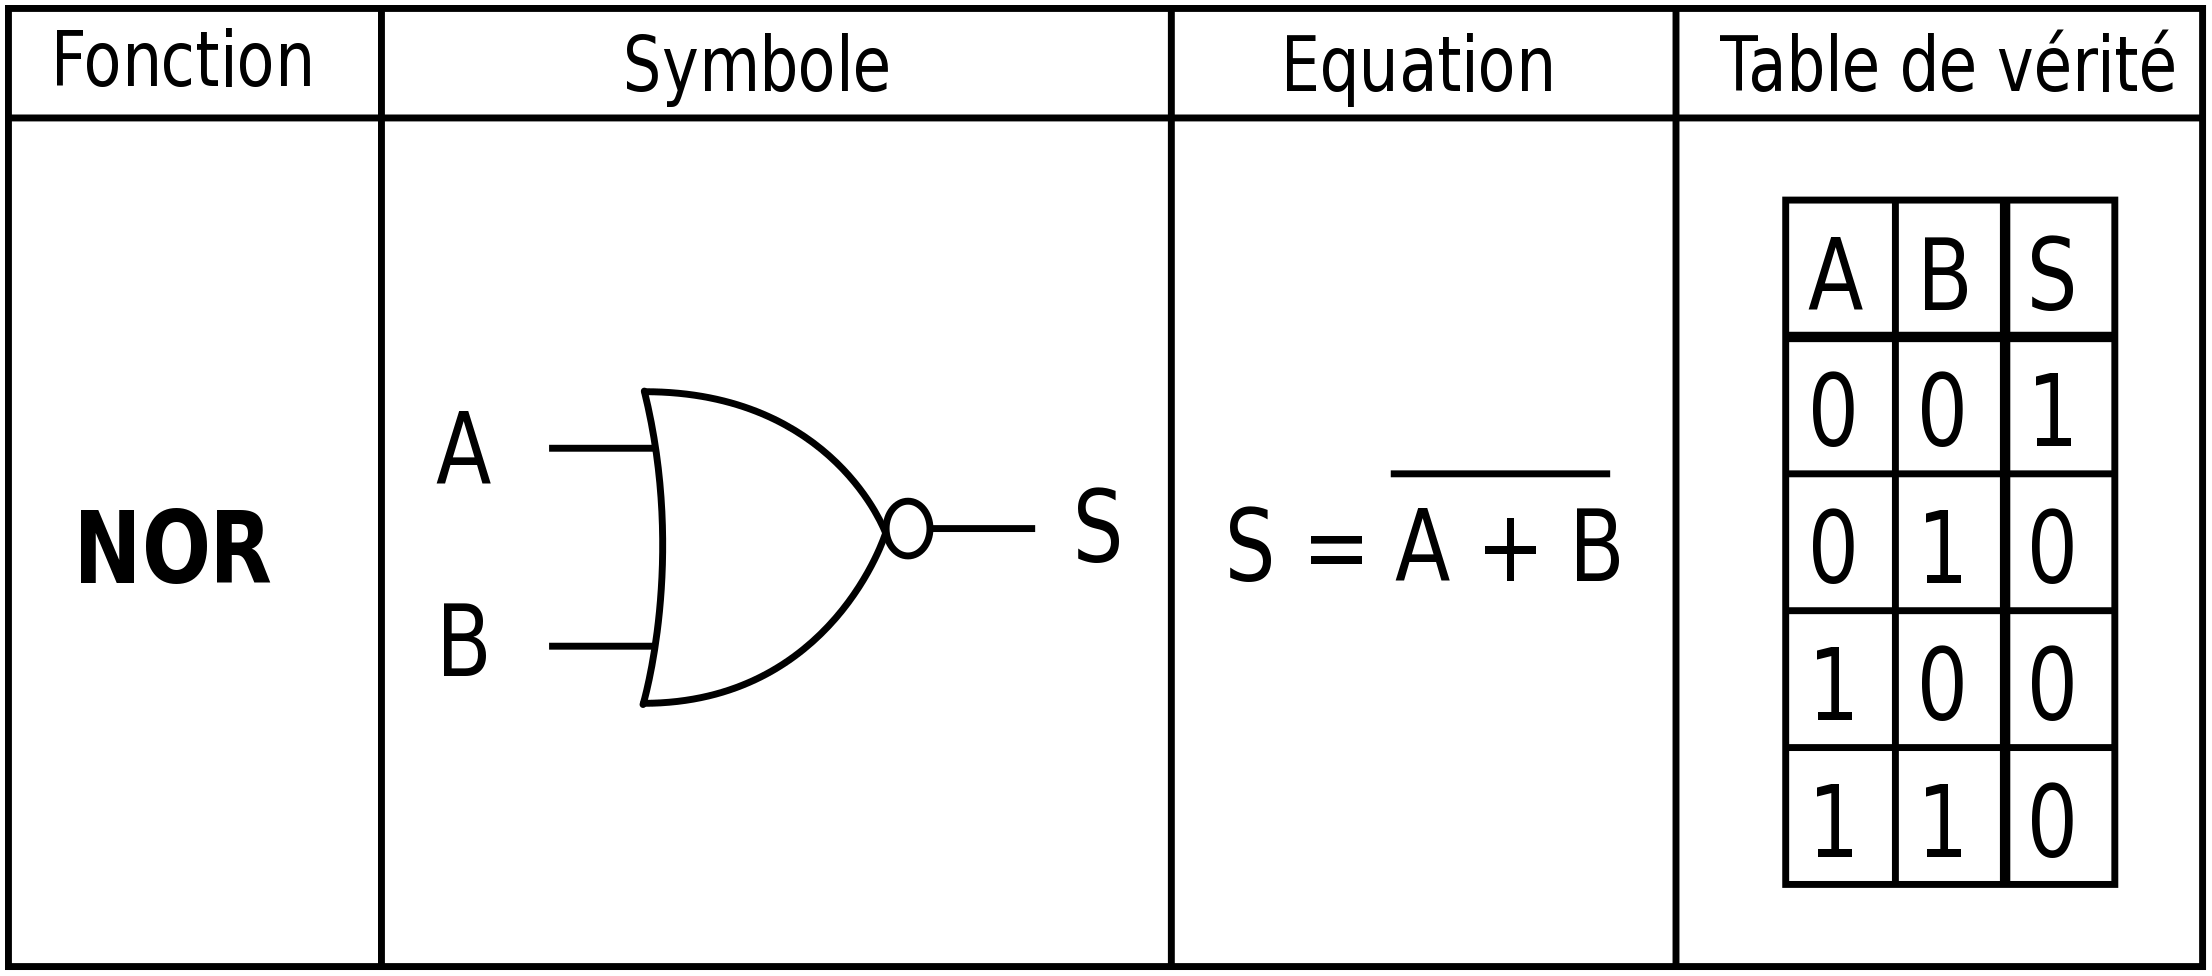 Fonction Symbole Equation Table de vérité
NOR
A
B
S
S = \overline{A + B}
A B S
0 0 1
0 1 0
1 0 0
1 1 0